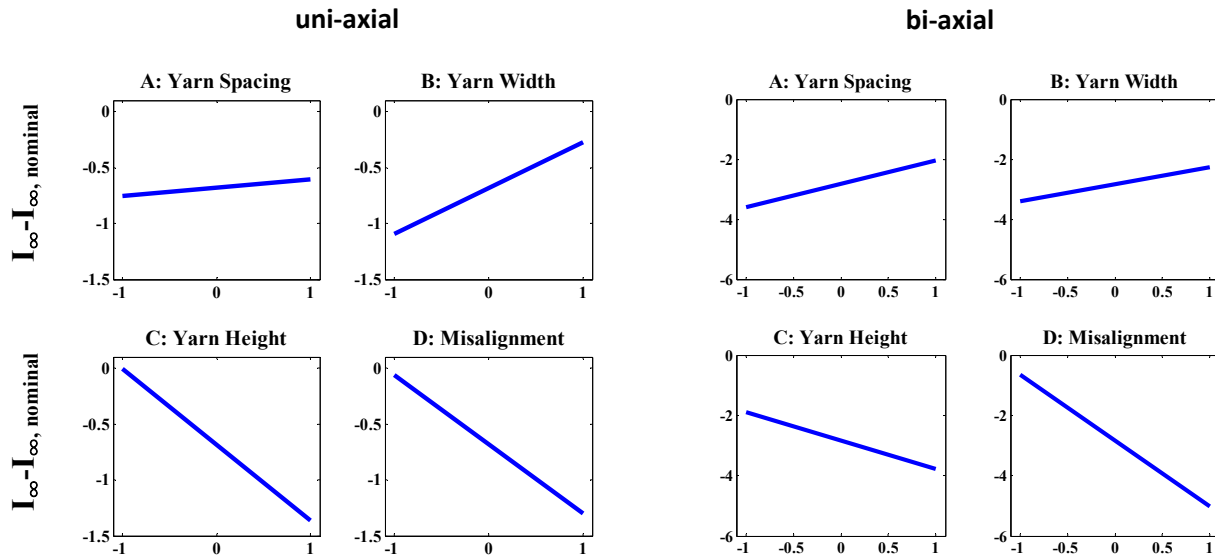 uni-axial
bi-axial
A: Yarn Spacing
B: Yarn Width
A: Yarn Spacing
B: Yarn Width
I∞-I∞, nominal
0
-0.5
-1
-1.5
-1 0 1
0
-0.5
-1
-1.5
-1 0 1
0
-2
-4
-6
-1 -0.5 0 0.5 1
0
-2
-4
-6
-1 -0.5 0 0.5 1
C: Yarn Height
D: Misalignment
C: Yarn Height
D: Misalignment
I∞-I∞, nominal
0
-0.5
-1
-1.5
-1 0 1
0
-0.5
-1
-1.5
-1 0 1
0
-2
-4
-6
-1 -0.5 0 0.5 1
0
-2
-4
-6
-1 -0.5 0 0.5 1